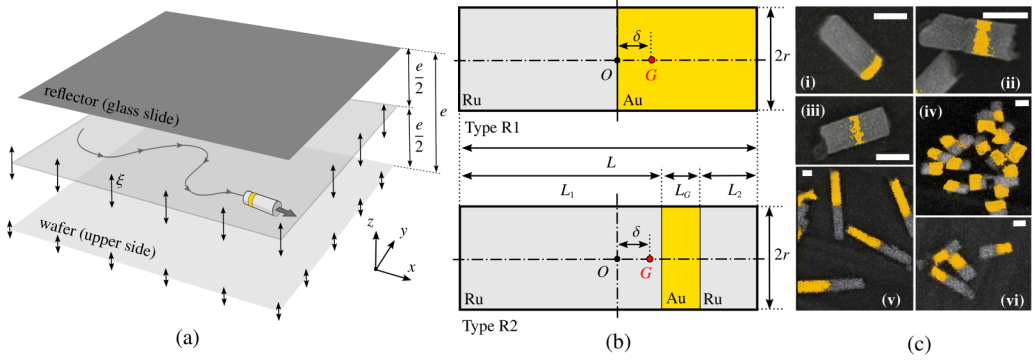 reflector (glass slide)
e
2
e
2
e
ξ
wafer (upper side)
z
y
x
(a)
δ
O
G
2r
Ru
Au
Type R1
L
L₁
L_G
L₂
δ
O
G
2r
Ru
Au
Ru
Type R2
(b)
(i)
(ii)
(iii)
(iv)
(v)
(vi)
(c)